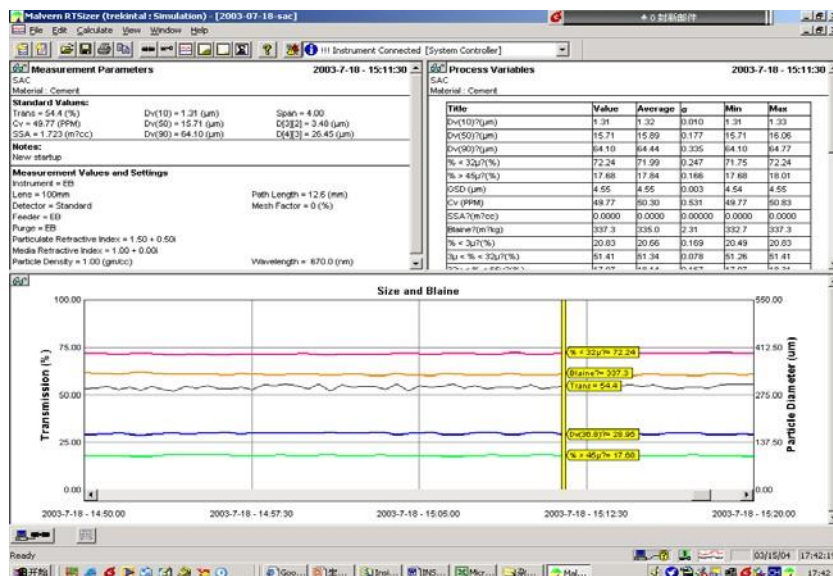 Malvern RTSizer (trekintal : Simulation) - [2003-07-18-sac]
File Edit Calculate View Window Help
!!! Instrument Connected [System Controller]
Measurement Parameters 2003-7-18 - 15:11:30
SAC
Material : Cement
Standard Values:
Trans = 54.4 (%) Dv(10) = 1.31 (µm) Span = 4.00
Cv = 49.77 (PPM) Dv(50) = 15.71 (µm) D[3][2] = 3.48 (µm)
SSA = 1.723 (m?cc) Dv(90) = 64.10 (µm) D[4][3] = 26.45 (µm)
Notes:
New startup
Measurement Values and Settings
Instrument = EB
Lens = 100mm Path Length = 12.6 (mm)
Detector = Standard Mesh Factor = 0 (%)
Feeder = EB
Purge = EB
Particulate Refractive Index = 1.50 + 0.50i
Media Refractive Index = 1.00 + 0.00i
Particle Density = 1.00 (gm/cc) Wavelength = 670.0 (nm)
Process Variables 2003-7-18 - 15:11:30
SAC
Material : Cement
Title Value Average σ Min Max
Dv(10)?(µm) 1.31 1.32 0.010 1.31 1.33
Dv(50)?(µm) 15.71 15.89 0.177 15.71 16.06
Dv(90)?(µm) 64.10 64.44 0.335 64.10 64.77
% < 32µ?(%) 72.24 71.99 0.247 71.75 72.24
% > 45µ?(%) 17.68 17.84 0.166 17.68 18.01
GSD (µm) 4.55 4.55 0.003 4.54 4.55
Cv (PPM) 49.77 50.30 0.531 49.77 50.83
SSA?(m?cc) 0.0000 0.0000 0.00000 0.0000 0.0000
Blaine?(m?kg) 337.3 335.0 2.31 332.7 337.3
% < 3µ?(%) 20.83 20.66 0.169 20.49 20.83
3µ < % < 32µ?(%) 51.41 51.34 0.078 51.26 51.41
Size and Blaine
100.00 550.00
75.00 412.50
50.00 275.00
25.00 137.50
0.00 0.00
Transmission (%)
Particle Diameter (um)
% < 32µ?= 72.24
Blaine?= 337.3
Trans = 54.4
Dv(36.8)?= 28.95
% > 45µ?= 17.68
2003-7-18 - 14:50:00 2003-7-18 - 14:57:30 2003-7-18 - 15:05:00 2003-7-18 - 15:12:30 2003-7-18 - 15:20:00
Ready 03/15/04 17:42:19
开始 Goo... Insi... INS... Micr... Mal... 17:42